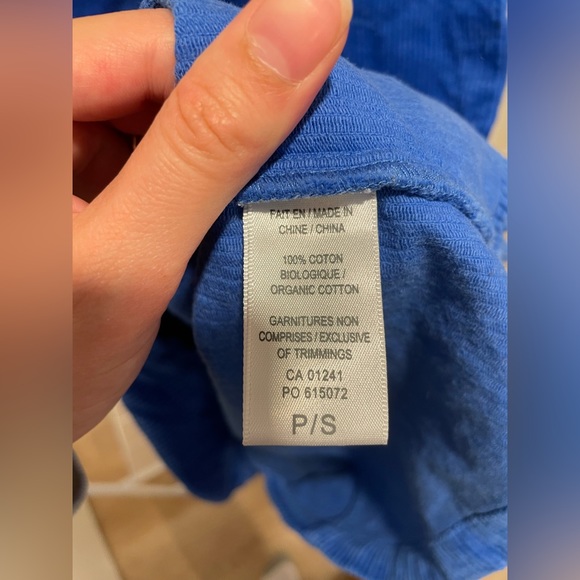 FAIT EN / MADE IN
CHINE / CHINA
100% COTON
BIOLOGIQUE /
ORGANIC COTTON
GARNITURES NON
COMPRISES / EXCLUSIVE
OF TRIMMINGS
CA 01241
PO 615072
P/S